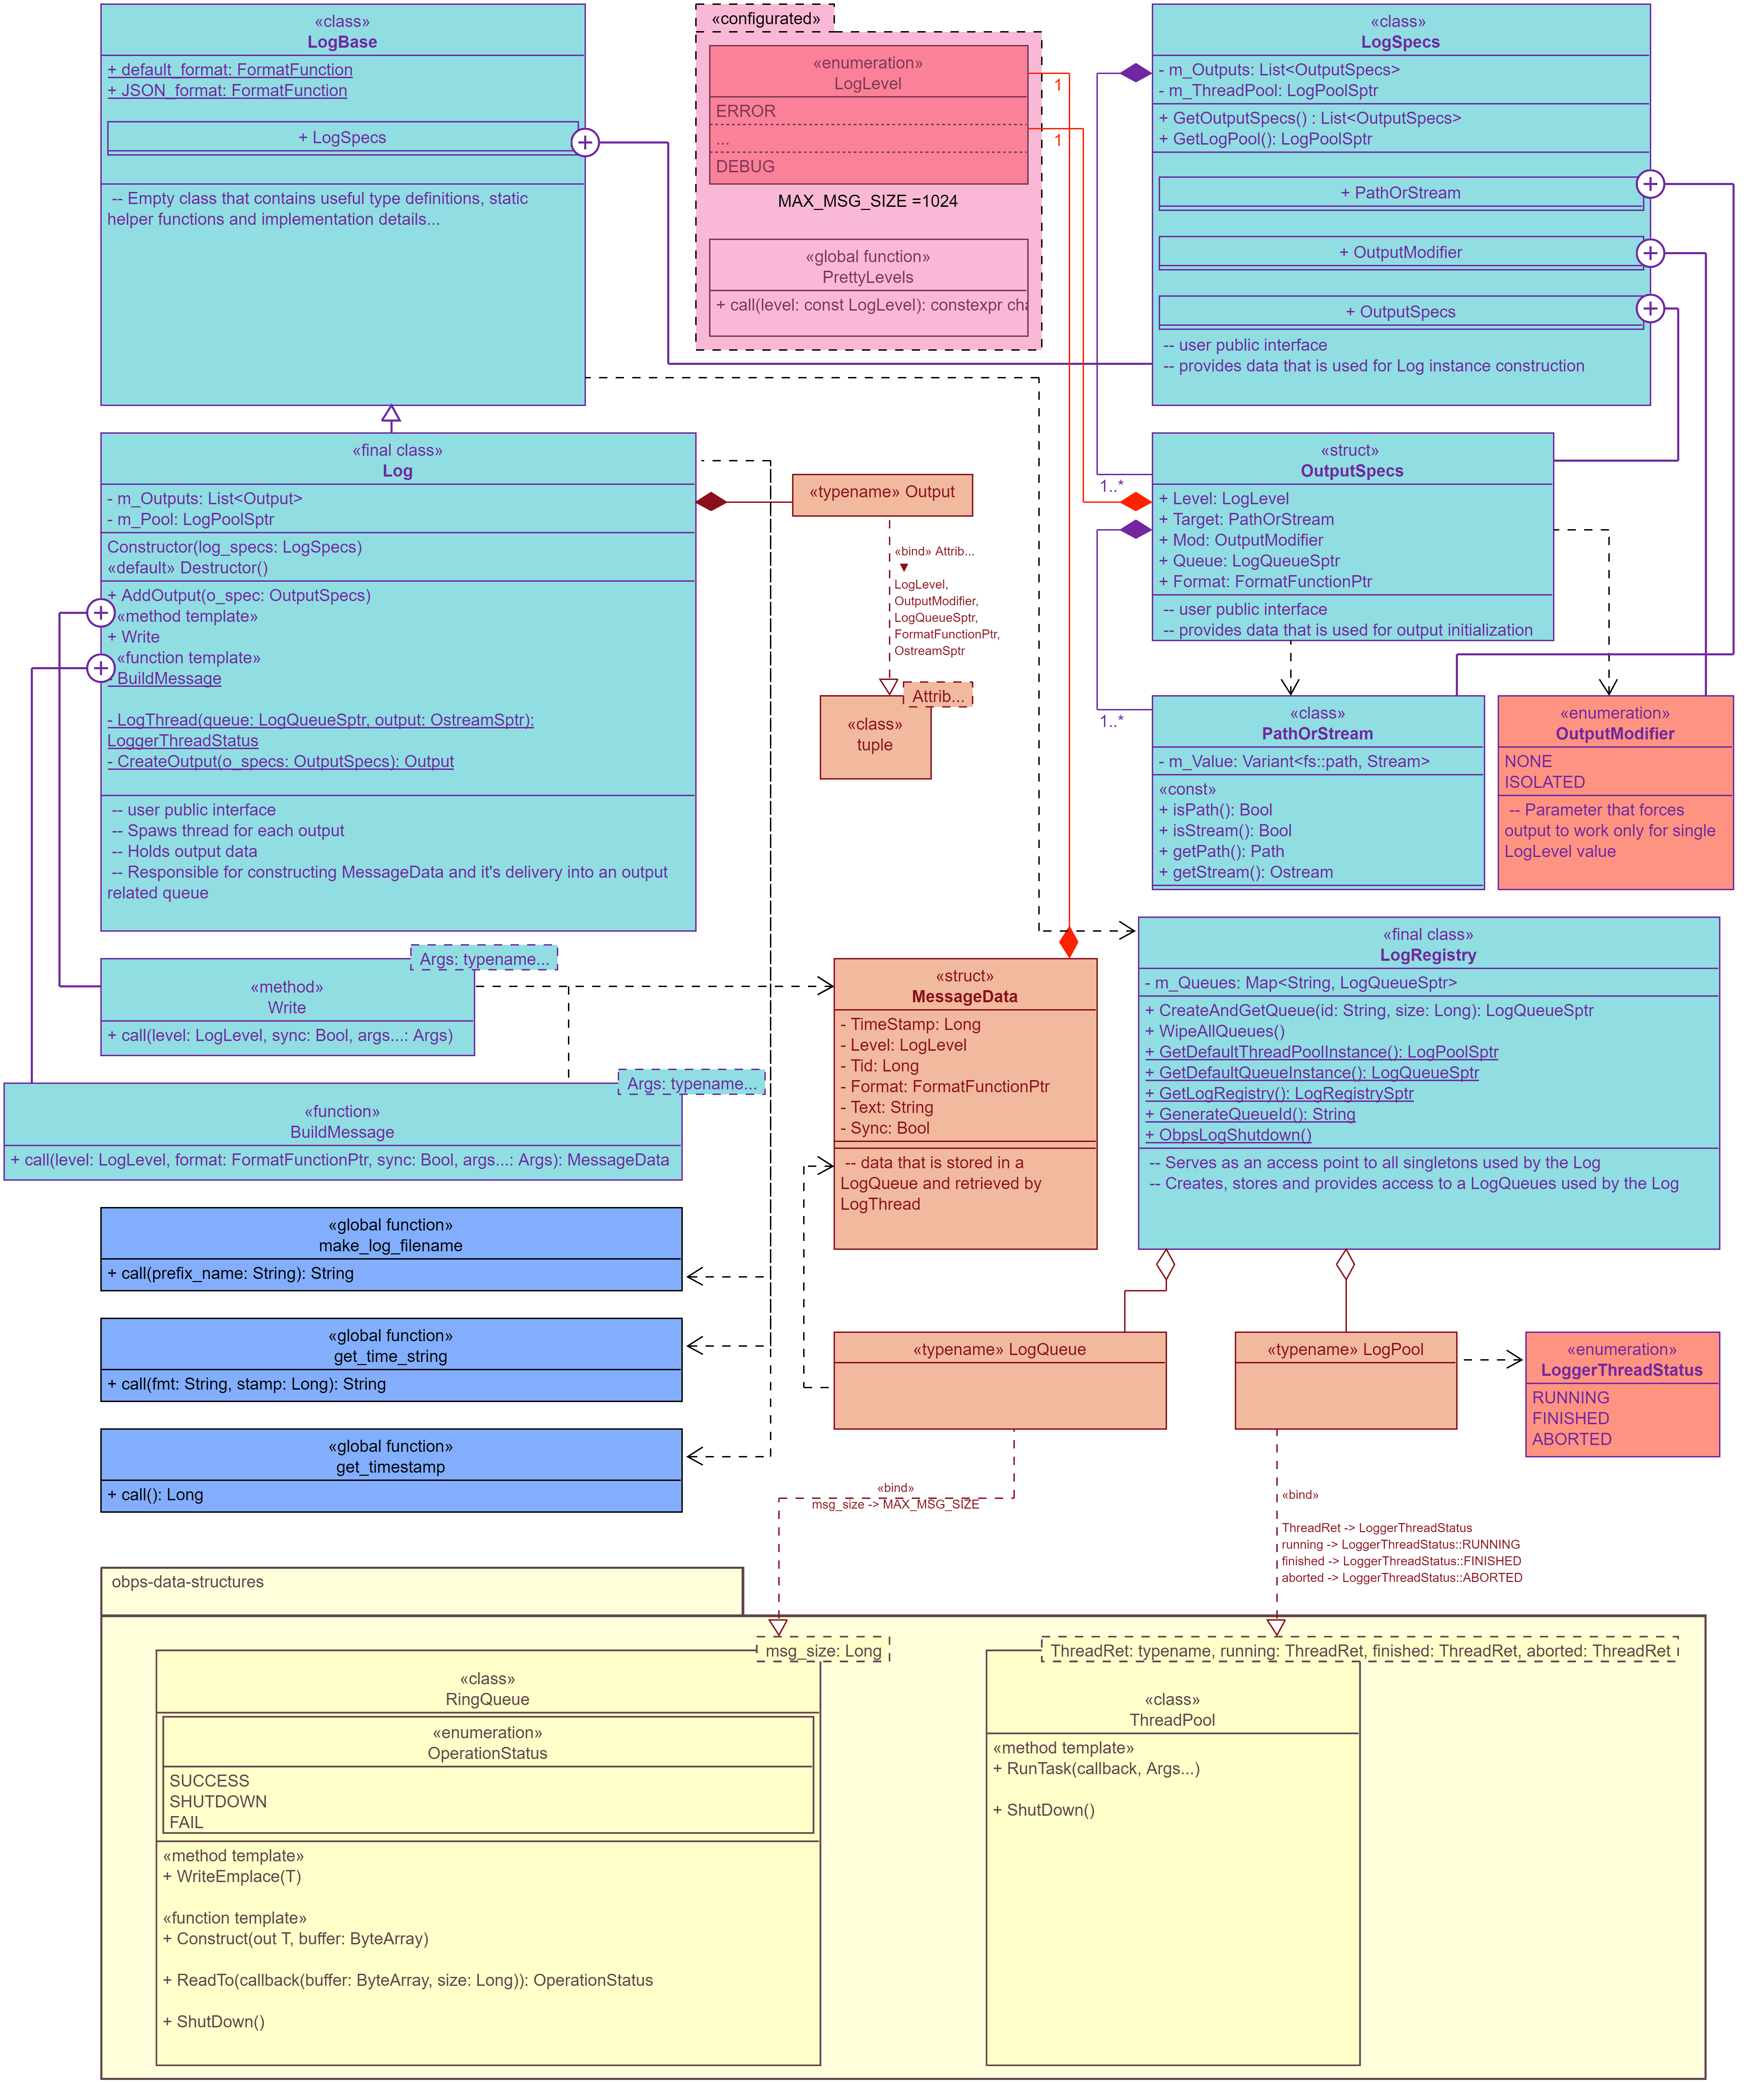 «class»
LogBase
+ default_format: FormatFunction
+ JSON_format: FormatFunction
+ LogSpecs
-- Empty class that contains useful type definitions, static
helper functions and implementation details...
«configurated»
«enumeration»
LogLevel
ERROR
...
DEBUG
MAX_MSG_SIZE =1024
«global function»
PrettyLevels
+ call(level: const LogLevel): constexpr cha
1
1
«class»
LogSpecs
- m_Outputs: List<OutputSpecs>
- m_ThreadPool: LogPoolSptr
+ GetOutputSpecs() : List<OutputSpecs>
+ GetLogPool(): LogPoolSptr
+ PathOrStream
+ OutputModifier
+ OutputSpecs
-- user public interface
-- provides data that is used for Log instance construction
«final class»
Log
- m_Outputs: List<Output>
- m_Pool: LogPoolSptr
Constructor(log_specs: LogSpecs)
«default» Destructor()
+ AddOutput(o_spec: OutputSpecs)
«method template»
+ Write
«function template»
BuildMessage
- LogThread(queue: LogQueueSptr, output: OstreamSptr):
LoggerThreadStatus
- CreateOutput(o_specs: OutputSpecs): Output
-- user public interface
-- Spaws thread for each output
-- Holds output data
-- Responsible for constructing MessageData and it's delivery into an output
related queue
«typename» Output
«bind» Attrib...
▼
LogLevel,
OutputModifier,
LogQueueSptr,
FormatFunctionPtr,
OstreamSptr
Attrib...
«class»
tuple
1..*
«struct»
OutputSpecs
+ Level: LogLevel
+ Target: PathOrStream
+ Mod: OutputModifier
+ Queue: LogQueueSptr
+ Format: FormatFunctionPtr
-- user public interface
-- provides data that is used for output initialization
1..*
«class»
PathOrStream
- m_Value: Variant<fs::path, Stream>
«const»
+ isPath(): Bool
+ isStream(): Bool
+ getPath(): Path
+ getStream(): Ostream
«enumeration»
OutputModifier
NONE
ISOLATED
-- Parameter that forces
output to work only for single
LogLevel value
Args: typename...
«method»
Write
+ call(level: LogLevel, sync: Bool, args...: Args)
Args: typename...
«function»
BuildMessage
+ call(level: LogLevel, format: FormatFunctionPtr, sync: Bool, args...: Args): MessageData
«struct»
MessageData
- TimeStamp: Long
- Level: LogLevel
- Tid: Long
- Format: FormatFunctionPtr
- Text: String
- Sync: Bool
-- data that is stored in a
LogQueue and retrieved by
LogThread
«final class»
LogRegistry
- m_Queues: Map<String, LogQueueSptr>
+ CreateAndGetQueue(id: String, size: Long): LogQueueSptr
+ WipeAllQueues()
+ GetDefaultThreadPoolInstance(): LogPoolSptr
+ GetDefaultQueueInstance(): LogQueueSptr
+ GetLogRegistry(): LogRegistrySptr
+ GenerateQueueId(): String
+ ObpsLogShutdown()
-- Serves as an access point to all singletons used by the Log
-- Creates, stores and provides access to a LogQueues used by the Log
«global function»
make_log_filename
+ call(prefix_name: String): String
«global function»
get_time_string
+ call(fmt: String, stamp: Long): String
«global function»
get_timestamp
+ call(): Long
«typename» LogQueue
«typename» LogPool
«enumeration»
LoggerThreadStatus
RUNNING
FINISHED
ABORTED
«bind»
msg_size -> MAX_MSG_SIZE
«bind»
ThreadRet -> LoggerThreadStatus
running -> LoggerThreadStatus::RUNNING
finished -> LoggerThreadStatus::FINISHED
aborted -> LoggerThreadStatus::ABORTED
obps-data-structures
msg_size: Long
«class»
RingQueue
«enumeration»
OperationStatus
SUCCESS
SHUTDOWN
FAIL
«method template»
+ WriteEmplace(T)
«function template»
+ Construct(out T, buffer: ByteArray)
+ ReadTo(callback(buffer: ByteArray, size: Long)): OperationStatus
+ ShutDown()
ThreadRet: typename, running: ThreadRet, finished: ThreadRet, aborted: ThreadRet
«class»
ThreadPool
«method template»
+ RunTask(callback, Args...)
+ ShutDown()